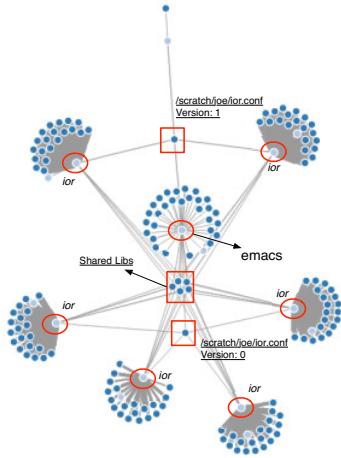 /scratch/joe/ior.conf
Version: 1
ior
ior
emacs
Shared Libs
ior
ior
/scratch/joe/ior.conf
Version: 0
ior
ior